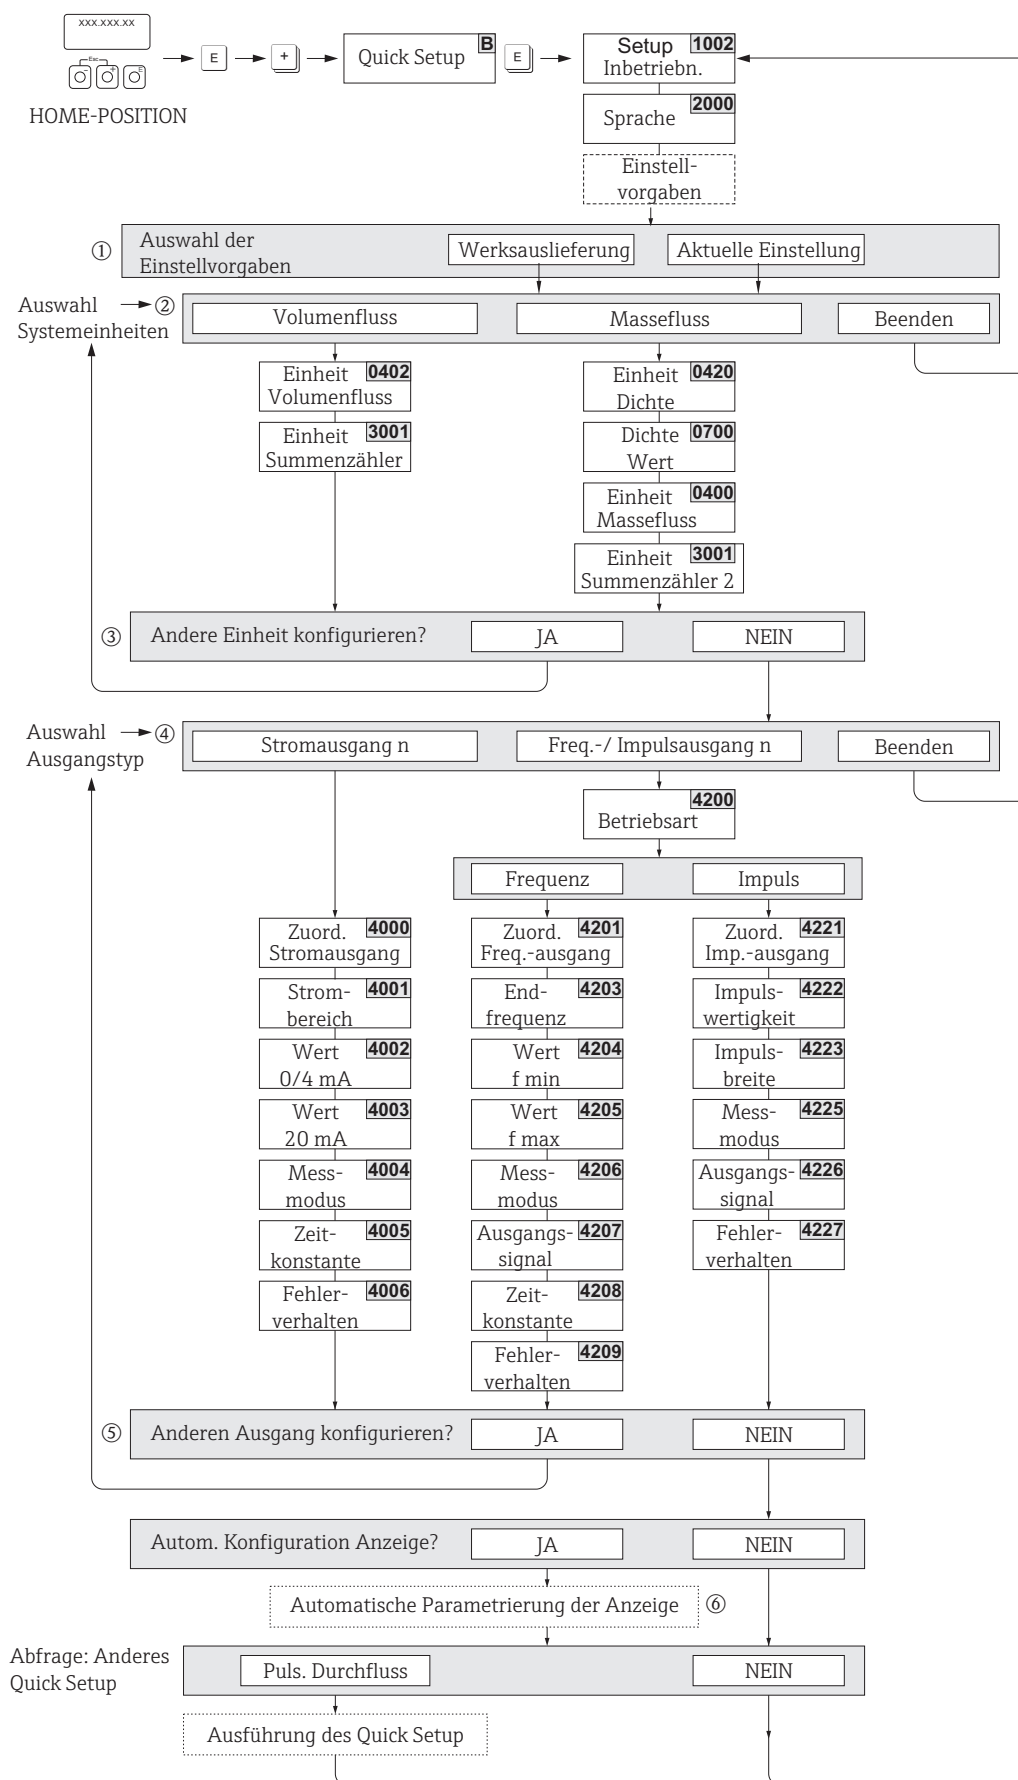 xxx.xxx.xx
Esc
- + E
E
+
Quick Setup B
E
Setup 1002
Inbetriebn.
HOME-POSITION
2000
Sprache
Einstell-
vorgaben
①
Auswahl der
Einstellvorgaben
Werksauslieferung
Aktuelle Einstellung
Auswahl
Systemeinheiten
②
Volumenfluss
Massefluss
Beenden
Einheit 0402
Volumenfluss
Einheit 0420
Dichte
Einheit 3001
Summenzähler
Dichte 0700
Wert
Einheit 0400
Massefluss
Einheit 3001
Summenzähler 2
③
Andere Einheit konfigurieren?
JA
NEIN
Auswahl
Ausgangstyp
④
Stromausgang n
Freq.-/ Impulsausgang n
Beenden
4200
Betriebsart
Frequenz
Impuls
Zuord. 4000
Stromausgang
Zuord. 4201
Freq.-ausgang
Zuord. 4221
Imp.-ausgang
Strom- 4001
bereich
End- 4203
frequenz
Impuls- 4222
wertigkeit
Wert 4002
0/4 mA
Wert 4204
f min
Impuls- 4223
breite
Wert 4003
20 mA
Wert 4205
f max
Mess- 4225
modus
Mess- 4004
modus
Mess- 4206
modus
Ausgangs- 4226
signal
Zeit- 4005
konstante
Ausgangs- 4207
signal
Fehler- 4227
verhalten
Fehler- 4006
verhalten
Zeit- 4208
konstante
Fehler- 4209
verhalten
⑤
Anderen Ausgang konfigurieren?
JA
NEIN
Autom. Konfiguration Anzeige?
JA
NEIN
Automatische Parametrierung der Anzeige
⑥
Abfrage: Anderes
Quick Setup
Puls. Durchfluss
NEIN
Ausführung des Quick Setup